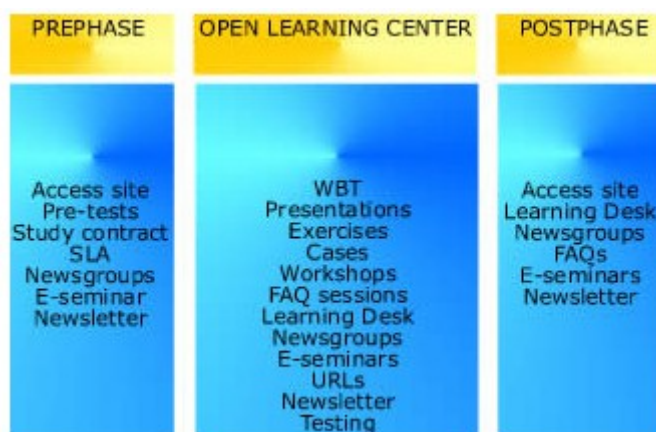 PREPHASE
Access site
Pre-tests
Study contract
SLA
Newsgroups
E-seminar
Newsletter
OPEN LEARNING CENTER
WBT
Presentations
Exercises
Cases
Workshops
FAQ sessions
Learning Desk
Newsgroups
E-seminars
URLs
Newsletter
Testing
POSTPHASE
Access site
Learning Desk
Newsgroups
FAQs
E-seminars
Newsletter